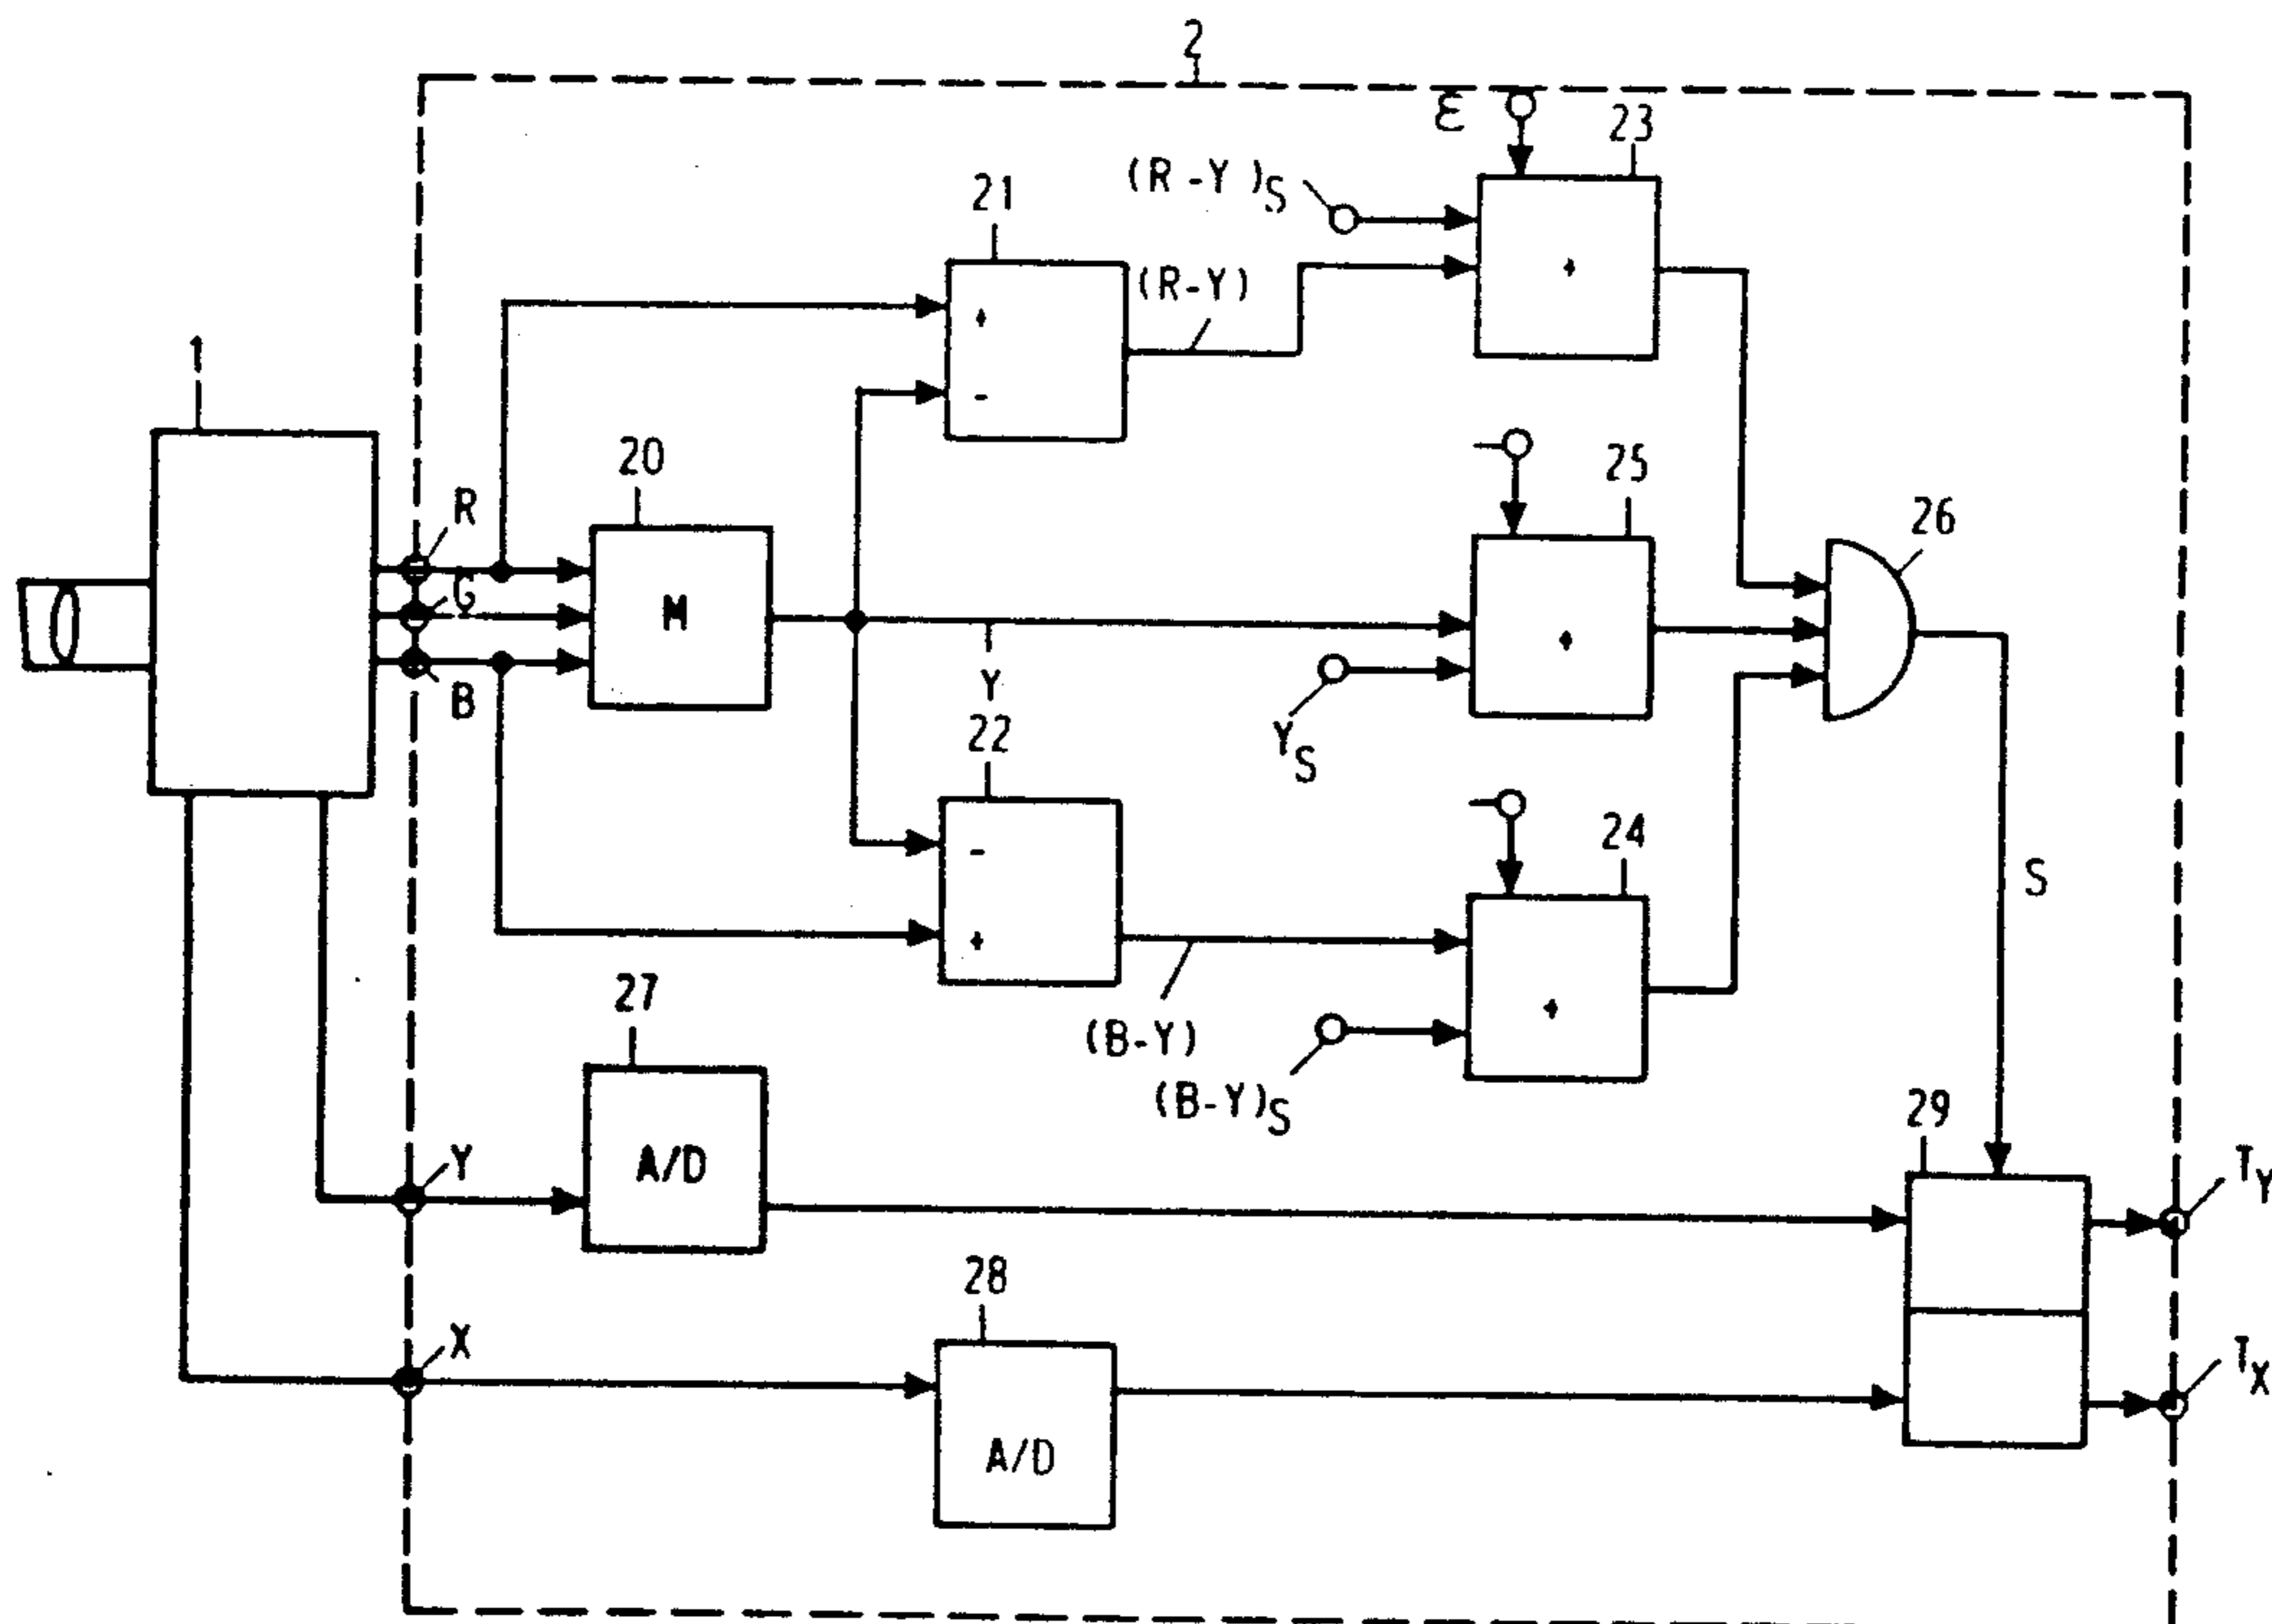 2
ε
23
(R-Y)S
21
(R-Y)
+
+
-
1
20
25
R
26
G
M
+
B
Y
YS
22
24
-
S
+
27
+
(B-Y)
(B-Y)S
29
Y
A/D
TY
28
X
TX
A/D